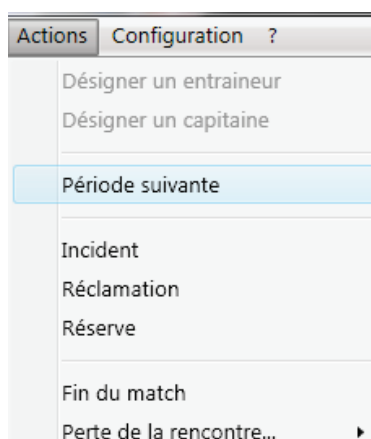 Actions Configuration ?
Désigner un entraineur
Désigner un capitaine
Période suivante
Incident
Réclamation
Réserve
Fin du match
Perte de la rencontre...